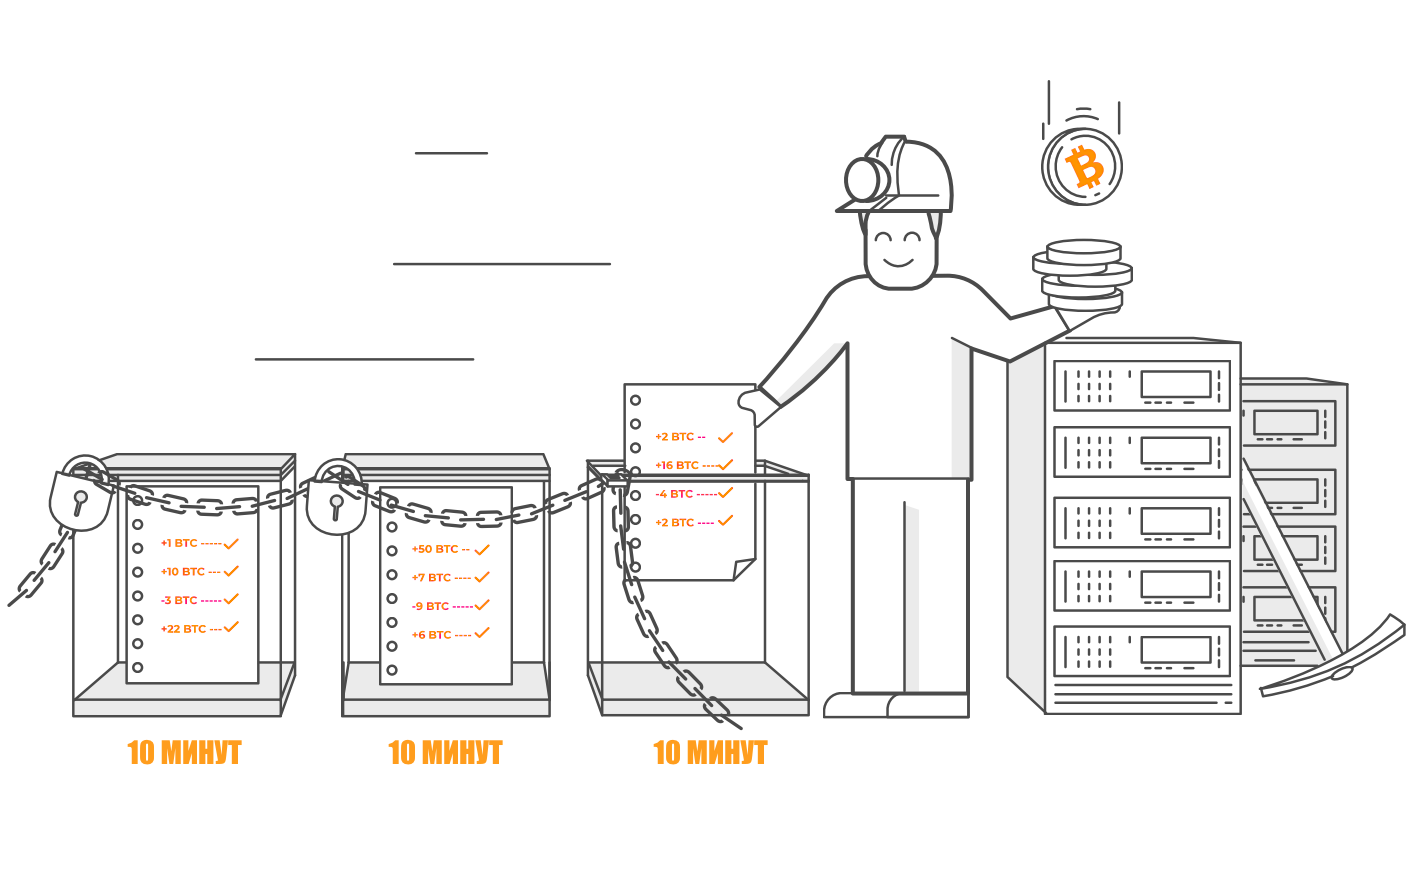 +1 BTC -----✓
+10 BTC ---✓
-3 BTC -----✓
+22 BTC ---✓
+50 BTC --✓
+7 BTC ----✓
-9 BTC -----✓
+6 BTC ----✓
+2 BTC --✓
+16 BTC ----✓
-4 BTC -----✓
+2 BTC ----✓
10 МИНУТ
10 МИНУТ
10 МИНУТ